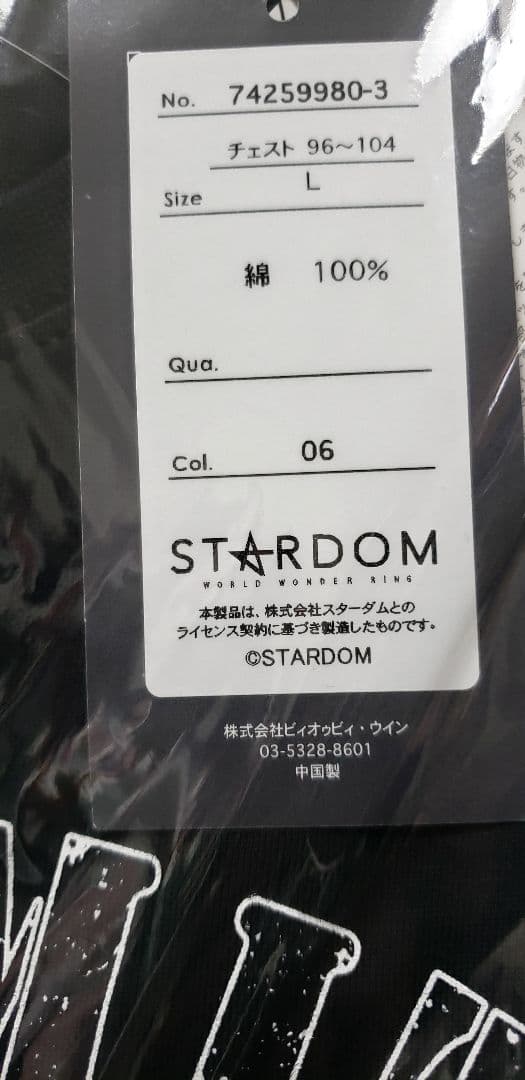 No. 74259980-3
チェスト 96～104
Size L
綿 100%
Qua.
Col. 06
STARDOM
WORLD WONDER RING
本製品は、株式会社スターダムとの
ライセンス契約に基づき製造したものです。
©STARDOM
株式会社ビィオゥビィ・ウイン
03-5328-8601
中国製